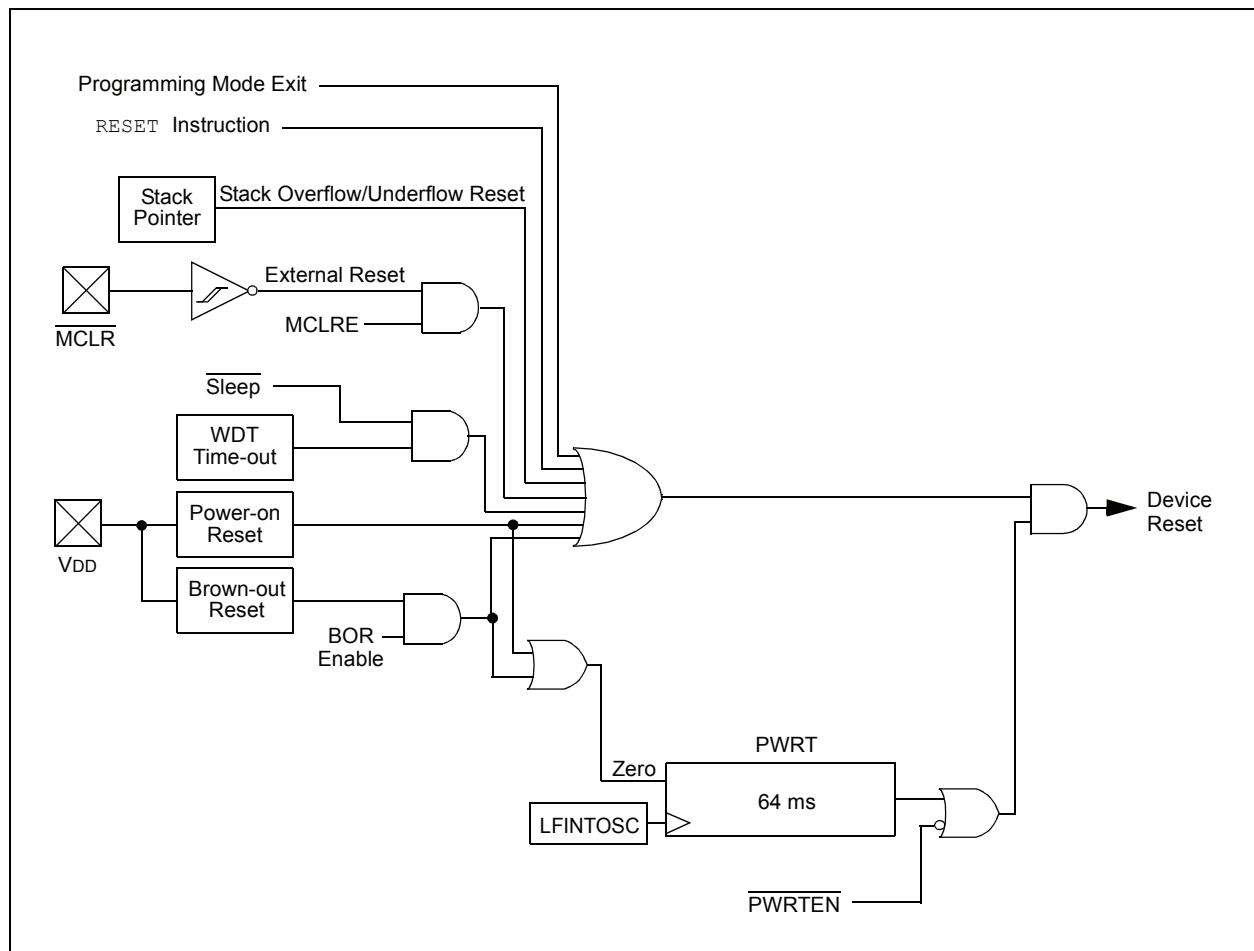 Programming Mode Exit
RESET Instruction
Stack
Pointer
Stack Overflow/Underflow Reset
External Reset
MCLR
MCLRE
Sleep
WDT
Time-out
VDD
Power-on
Reset
Device
Reset
Brown-out
Reset
BOR
Enable
PWRT
Zero
64 ms
LFINTOSC
PWRTEN